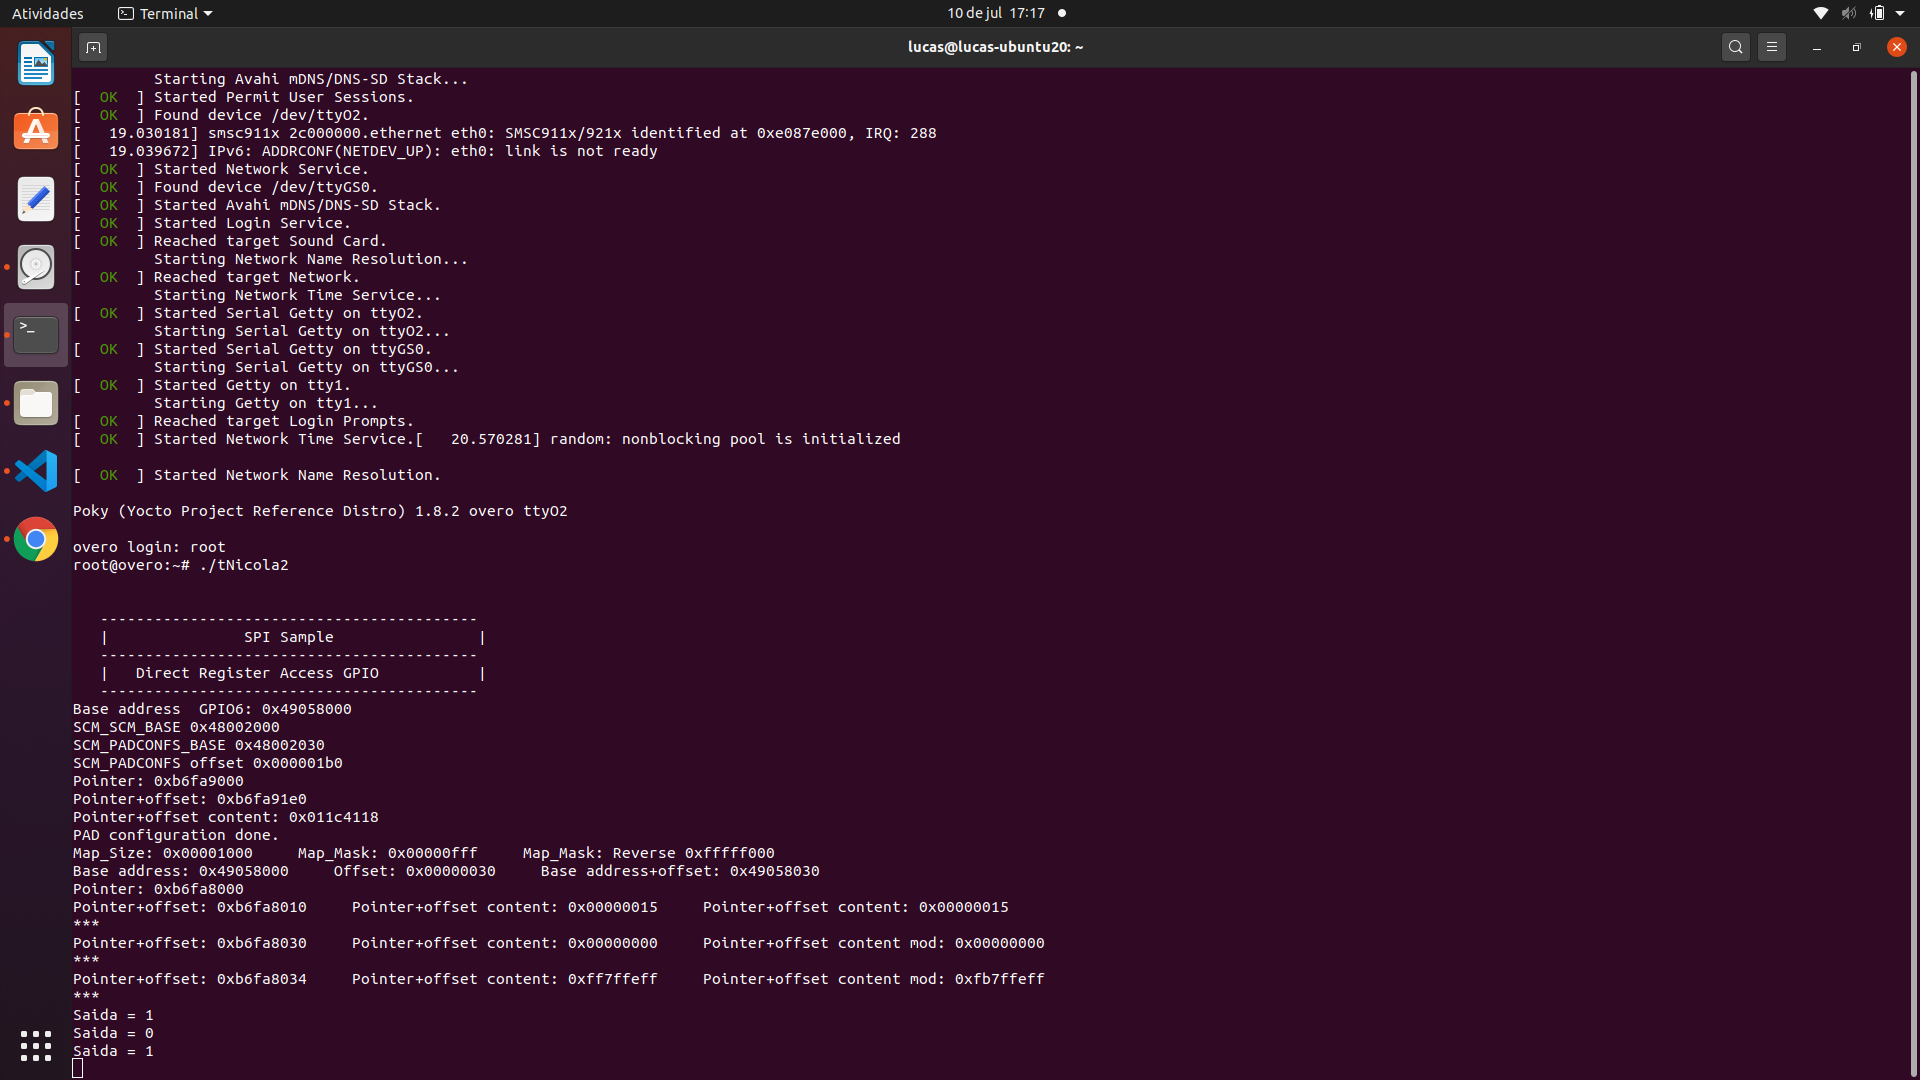 Atividades Terminal 10 de jul 17:17
lucas@lucas-ubuntu20: ~
Starting Avahi mDNS/DNS-SD Stack...
[ OK ] Started Permit User Sessions.
[ OK ] Found device /dev/ttyO2.
[ 19.030181] smsc911x 2c000000.ethernet eth0: SMSC911x/921x identified at 0xe087e000, IRQ: 288
[ 19.039672] IPv6: ADDRCONF(NETDEV_UP): eth0: link is not ready
[ OK ] Started Network Service.
[ OK ] Found device /dev/ttyGS0.
[ OK ] Started Avahi mDNS/DNS-SD Stack.
[ OK ] Started Login Service.
[ OK ] Reached target Sound Card.
Starting Network Name Resolution...
[ OK ] Reached target Network.
Starting Network Time Service...
[ OK ] Started Serial Getty on ttyO2.
Starting Serial Getty on ttyO2...
[ OK ] Started Serial Getty on ttyGS0.
Starting Serial Getty on ttyGS0...
[ OK ] Started Getty on tty1.
Starting Getty on tty1...
[ OK ] Reached target Login Prompts.
[ OK ] Started Network Time Service.[ 20.570281] random: nonblocking pool is initialized
[ OK ] Started Network Name Resolution.
Poky (Yocto Project Reference Distro) 1.8.2 overo ttyO2
overo login: root
root@overo:~# ./tNicola2
------------------------------------------
| SPI Sample |
------------------------------------------
| Direct Register Access GPIO |
------------------------------------------
Base address  GPIO6: 0x49058000
SCM_SCM_BASE 0x48002000
SCM_PADCONFS_BASE 0x48002030
SCM_PADCONFS offset 0x000001b0
Pointer: 0xb6fa9000
Pointer+offset: 0xb6fa91e0
Pointer+offset content: 0x011c4118
PAD configuration done.
Map_Size: 0x00001000 Map_Mask: 0x00000fff Map_Mask: Reverse 0xfffff000
Base address: 0x49058000 Offset: 0x00000030 Base address+offset: 0x49058030
Pointer: 0xb6fa8000
Pointer+offset: 0xb6fa8010 Pointer+offset content: 0x00000015 Pointer+offset content: 0x00000015
***
Pointer+offset: 0xb6fa8030 Pointer+offset content: 0x00000000 Pointer+offset content mod: 0x00000000
***
Pointer+offset: 0xb6fa8034 Pointer+offset content: 0xff7ffeff Pointer+offset content mod: 0xfb7ffeff
***
Saida = 1
Saida = 0
Saida = 1